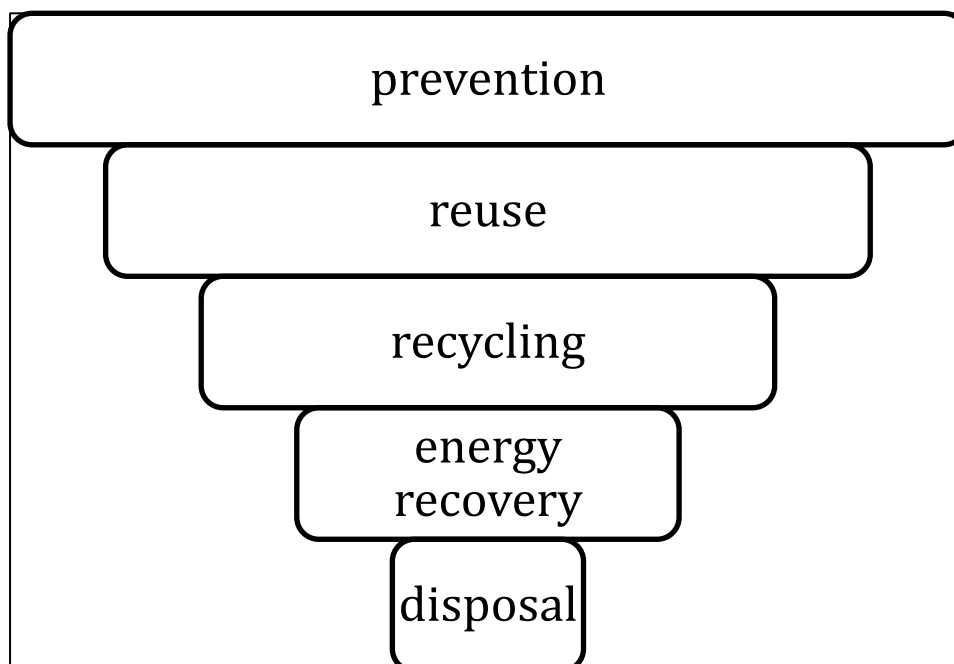 prevention
reuse
recycling
energy
recovery
disposal